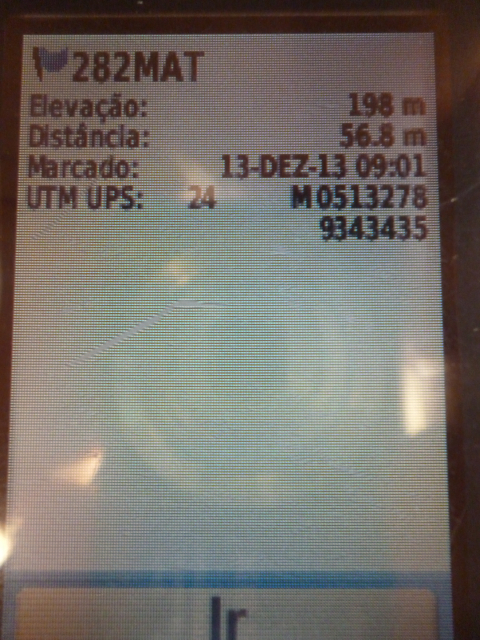 282MAT
Elevação: 198 m
Distância: 56.8 m
Marcado: 13-DEZ-13 09:01
UTM UPS: 24 M 0513278
9343435
Ir